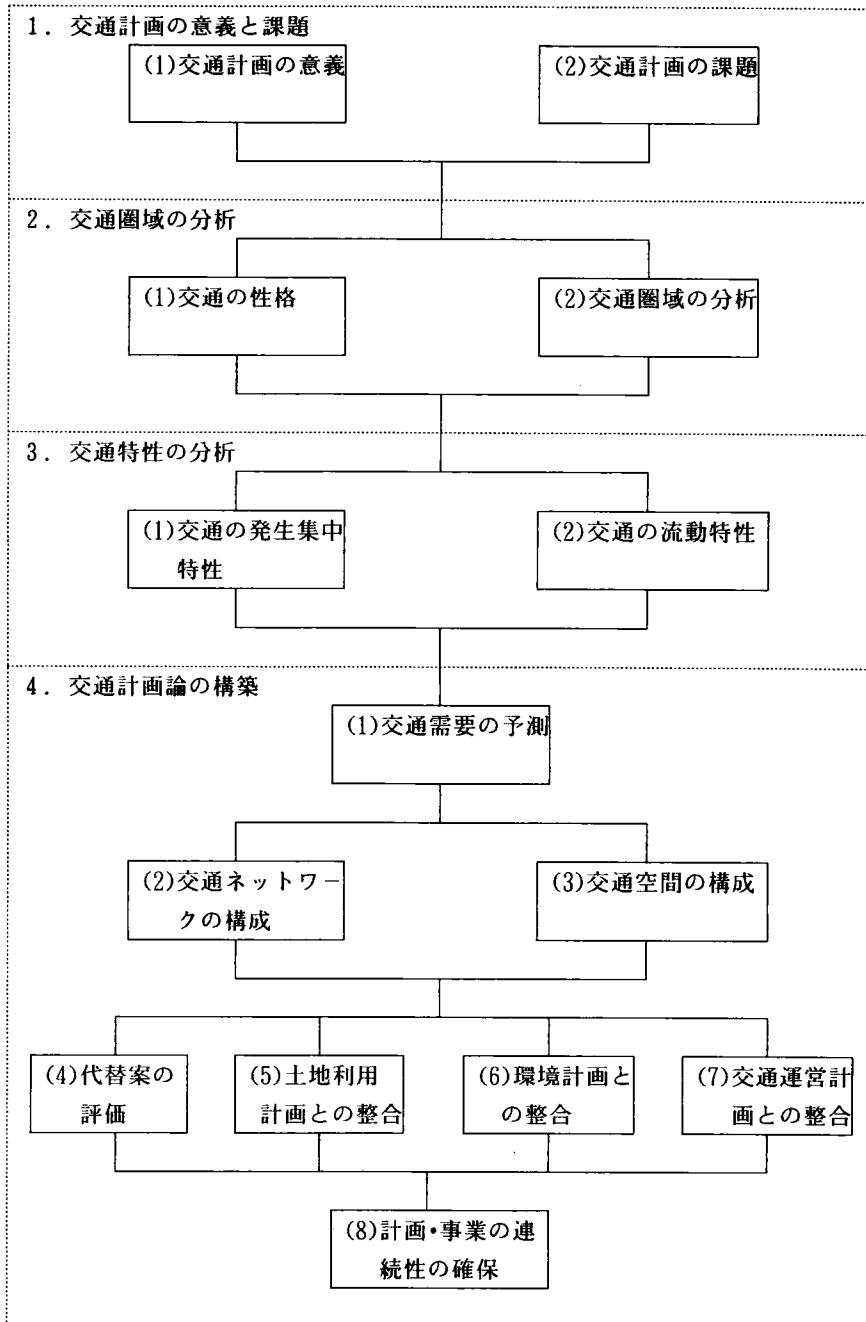 1. 交通計画の意義と課題
(1)交通計画の意義
(2)交通計画の課題
2. 交通圏域の分析
(1)交通の性格
(2)交通圏域の分析
3. 交通特性の分析
(1)交通の発生集中
特性
(2)交通の流動特性
4. 交通計画論の構築
(1)交通需要の予測
(2)交通ネットワー
クの構成
(3)交通空間の構成
(4)代替案の
評価
(5)土地利用
計画との整合
(6)環境計画と
の整合
(7)交通運営計
画との整合
(8)計画・事業の連
続性の確保